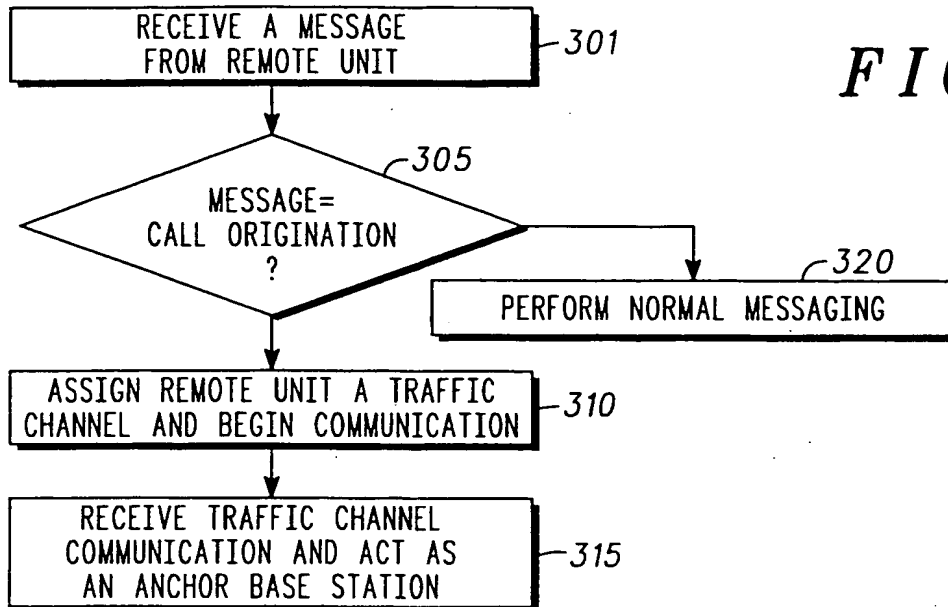 RECEIVE A MESSAGE
FROM REMOTE UNIT
301
305
MESSAGE=
CALL ORIGINATION
?
320
PERFORM NORMAL MESSAGING
ASSIGN REMOTE UNIT A TRAFFIC
CHANNEL AND BEGIN COMMUNICATION
310
RECEIVE TRAFFIC CHANNEL
COMMUNICATION AND ACT AS
AN ANCHOR BASE STATION
315